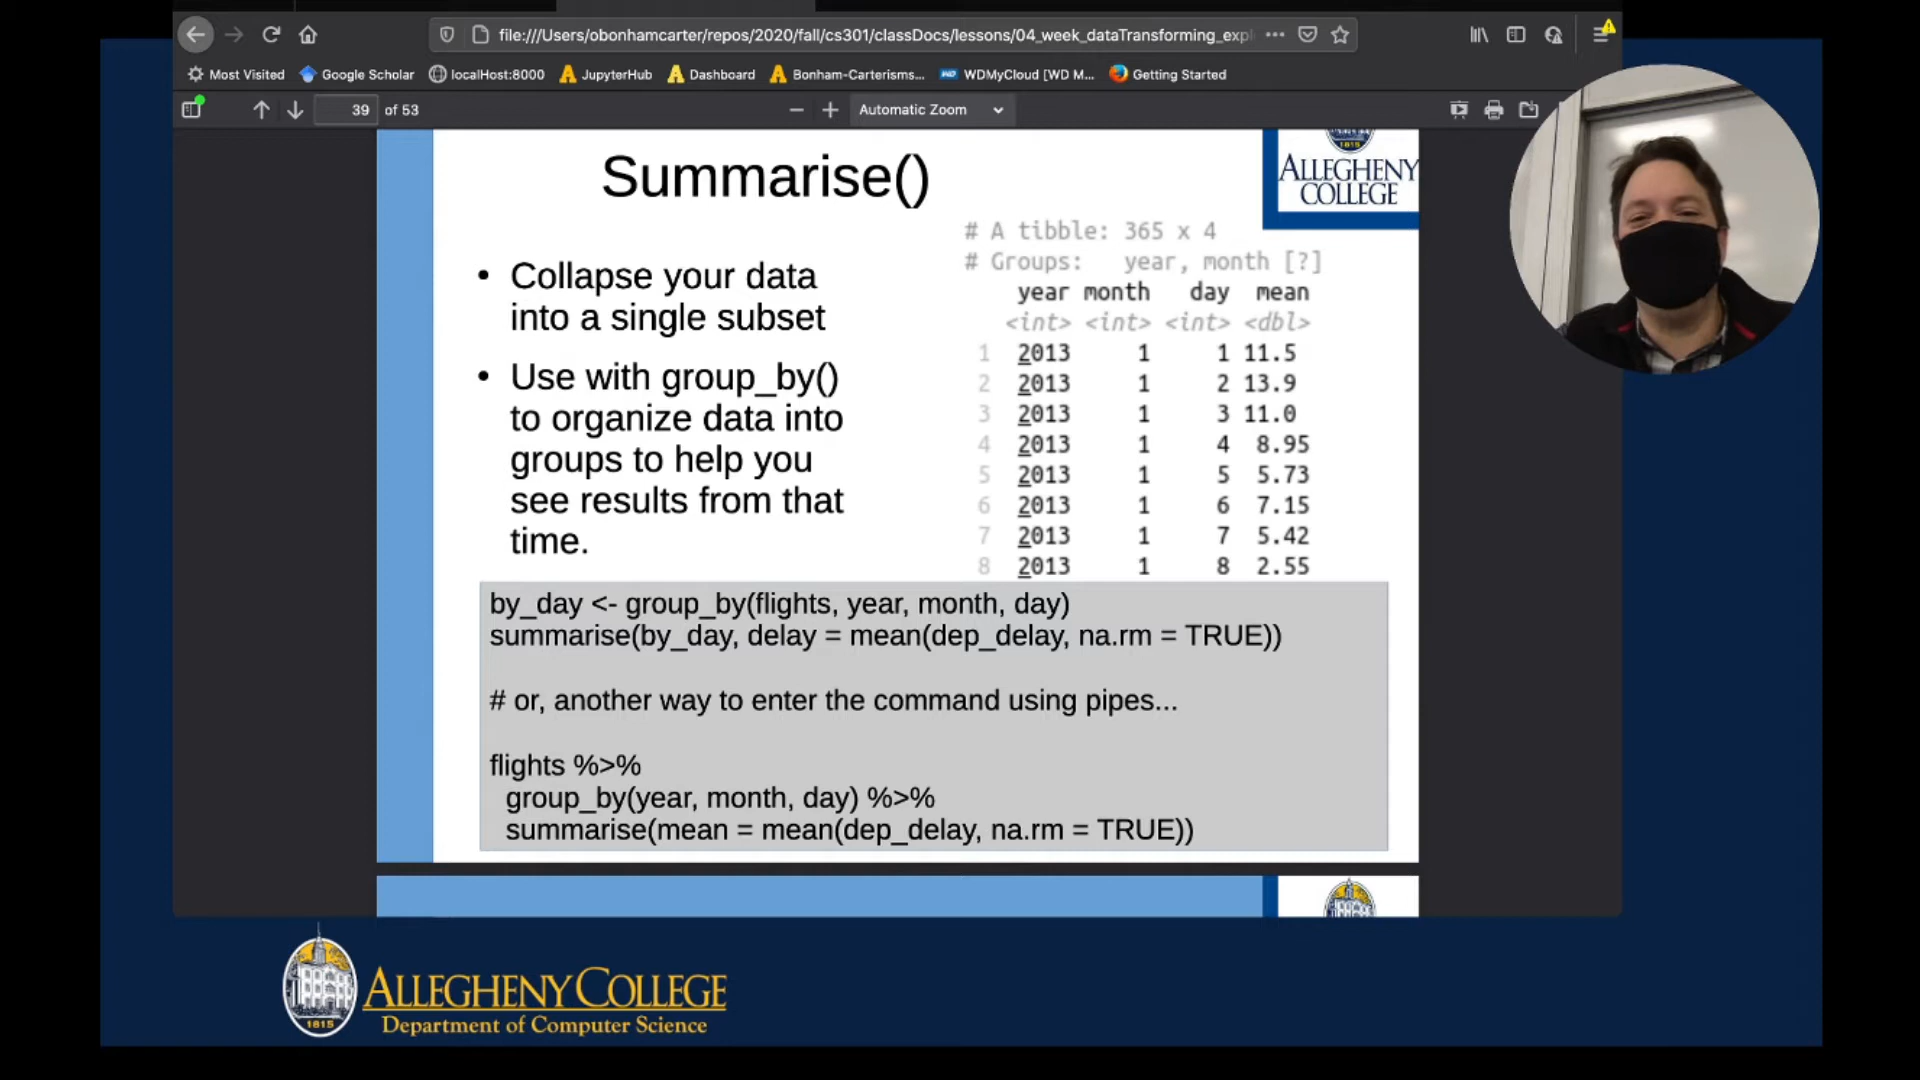 file:///Users/obonhamcarter/repos/2020/fall/cs301/classDocs/lessons/04_week_dataTransforming_expl
Most Visited Google Scholar localHost:8000 JupyterHub Dashboard Bonham-Carterisms... WDMyCloud [WD M... Getting Started
39 of 53 Automatic Zoom
Summarise()
1815
ALLEGHENY
COLLEGE
• Collapse your data
into a single subset
• Use with group_by()
to organize data into
groups to help you
see results from that
time.
# A tibble: 365 x 4
# Groups: year, month [?]
year month day mean
<int> <int> <int> <dbl>
1 2013 1 1 11.5
2 2013 1 2 13.9
3 2013 1 3 11.0
4 2013 1 4 8.95
5 2013 1 5 5.73
6 2013 1 6 7.15
7 2013 1 7 5.42
8 2013 1 8 2.55
by_day <- group_by(flights, year, month, day)
summarise(by_day, delay = mean(dep_delay, na.rm = TRUE))
# or, another way to enter the command using pipes...
flights %>%
group_by(year, month, day) %>%
summarise(mean = mean(dep_delay, na.rm = TRUE))
1815
ALLEGHENY COLLEGE
Department of Computer Science